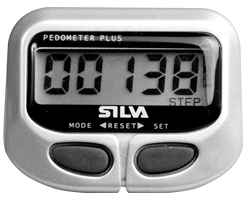 PEDOMETER PLUS
00138
STEP
SILVA
MODE ◀RESET▶ SET